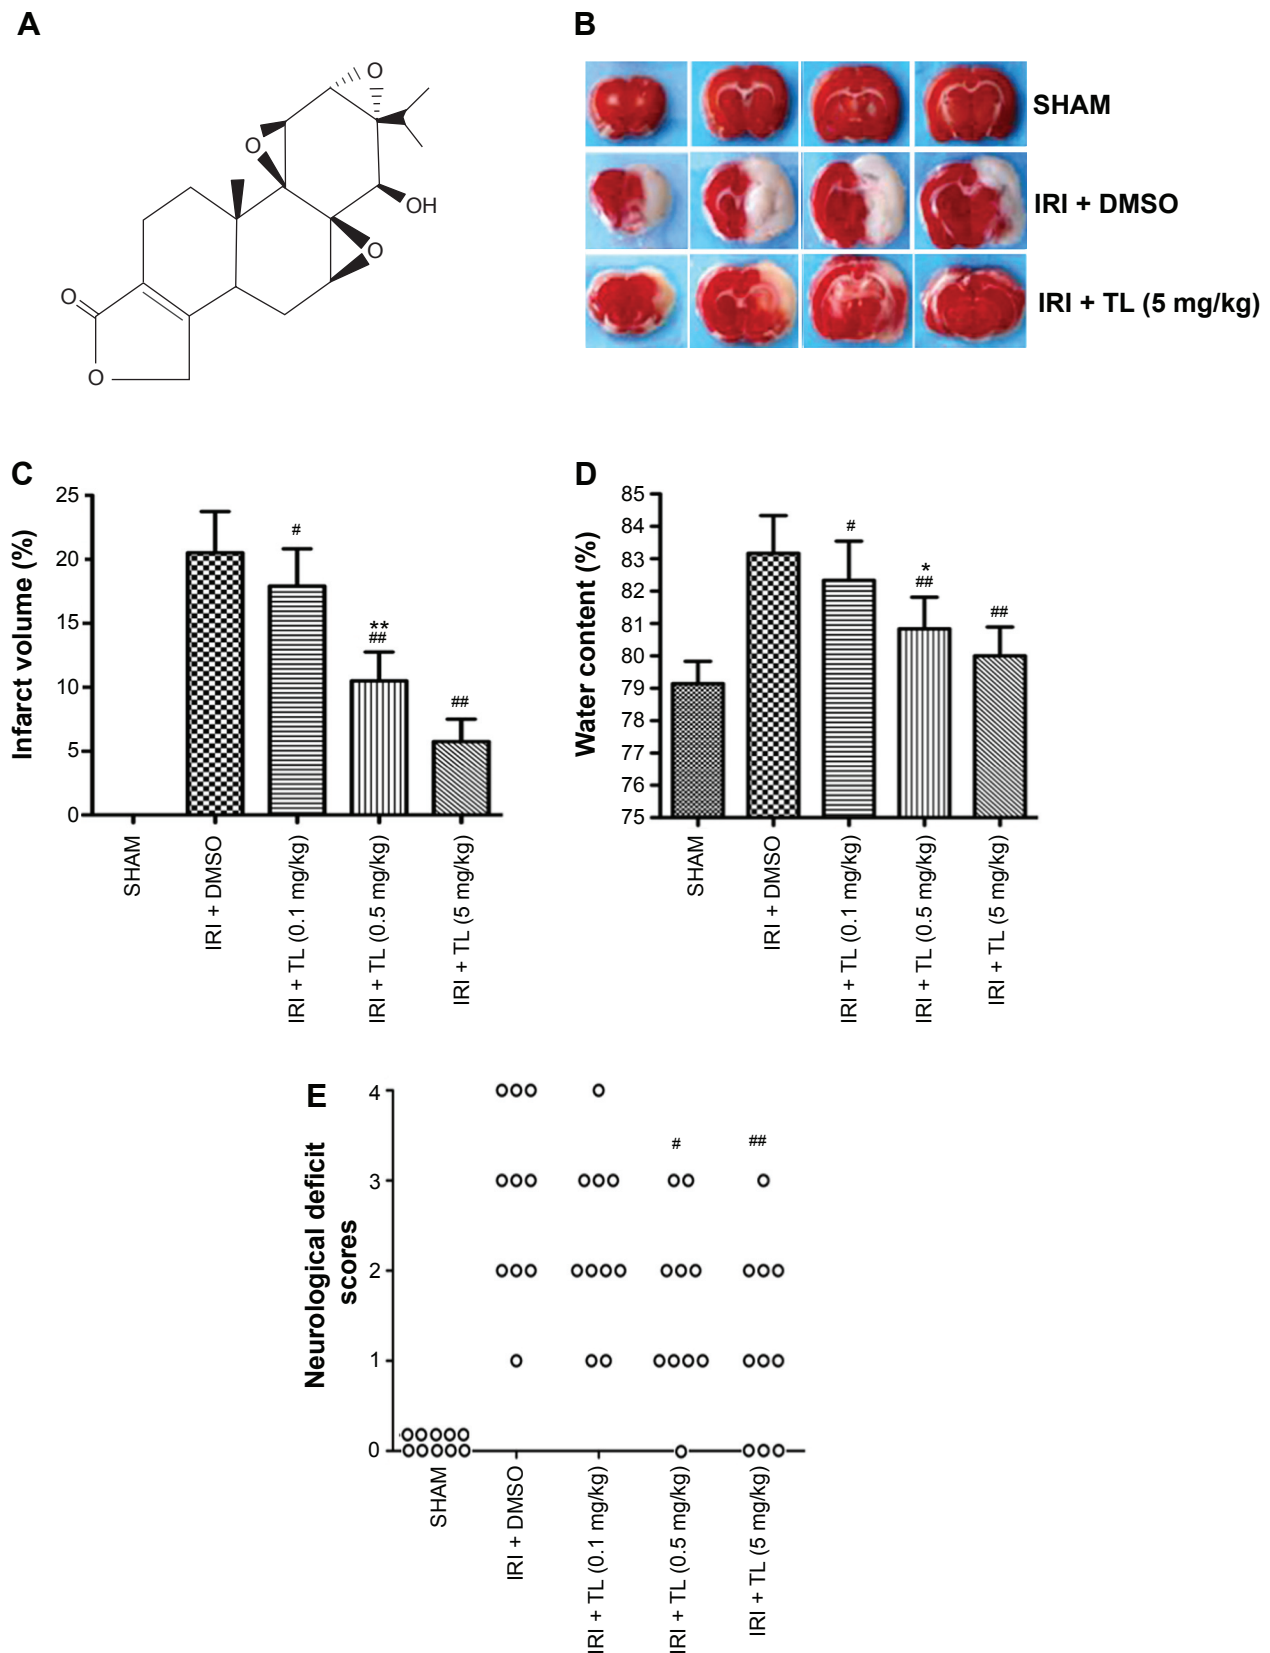 A
O
O
OH
O
O
O
B
SHAM
IRI + DMSO
IRI + TL (5 mg/kg)
C
Infarct volume (%)
25
20
15
10
5
0
#
**
##
##
SHAM
IRI + DMSO
IRI + TL (0.1 mg/kg)
IRI + TL (0.5 mg/kg)
IRI + TL (5 mg/kg)
D
Water content (%)
85
84
83
82
81
80
79
78
77
76
75
#
*
##
##
SHAM
IRI + DMSO
IRI + TL (0.1 mg/kg)
IRI + TL (0.5 mg/kg)
IRI + TL (5 mg/kg)
E
Neurological deficit
scores
4
3
2
1
0
#
##
SHAM
IRI + DMSO
IRI + TL (0.1 mg/kg)
IRI + TL (0.5 mg/kg)
IRI + TL (5 mg/kg)